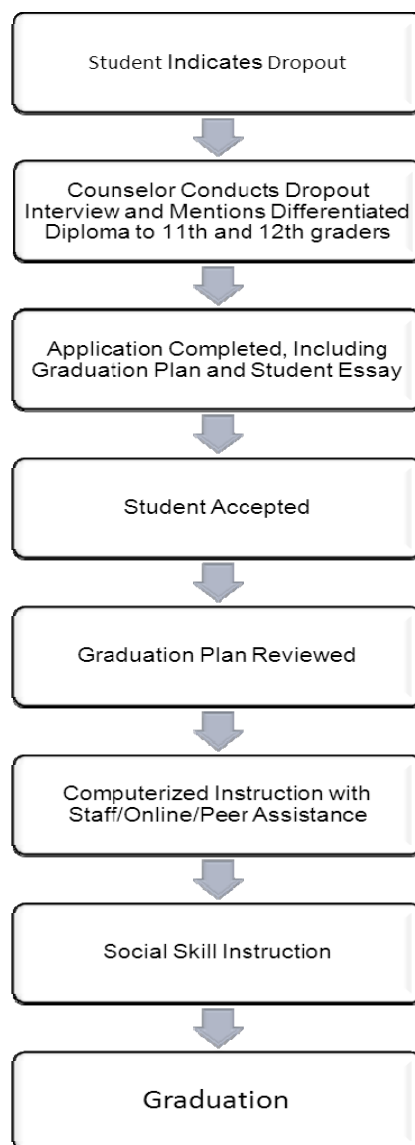 Student Indicates Dropout
Counselor Conducts Dropout
Interview and Mentions Differentiated
Diploma to 11th and 12th graders
Application Completed, Including
Graduation Plan and Student Essay
Student Accepted
Graduation Plan Reviewed
Computerized Instruction with
Staff/Online/Peer Assistance
Social Skill Instruction
Graduation